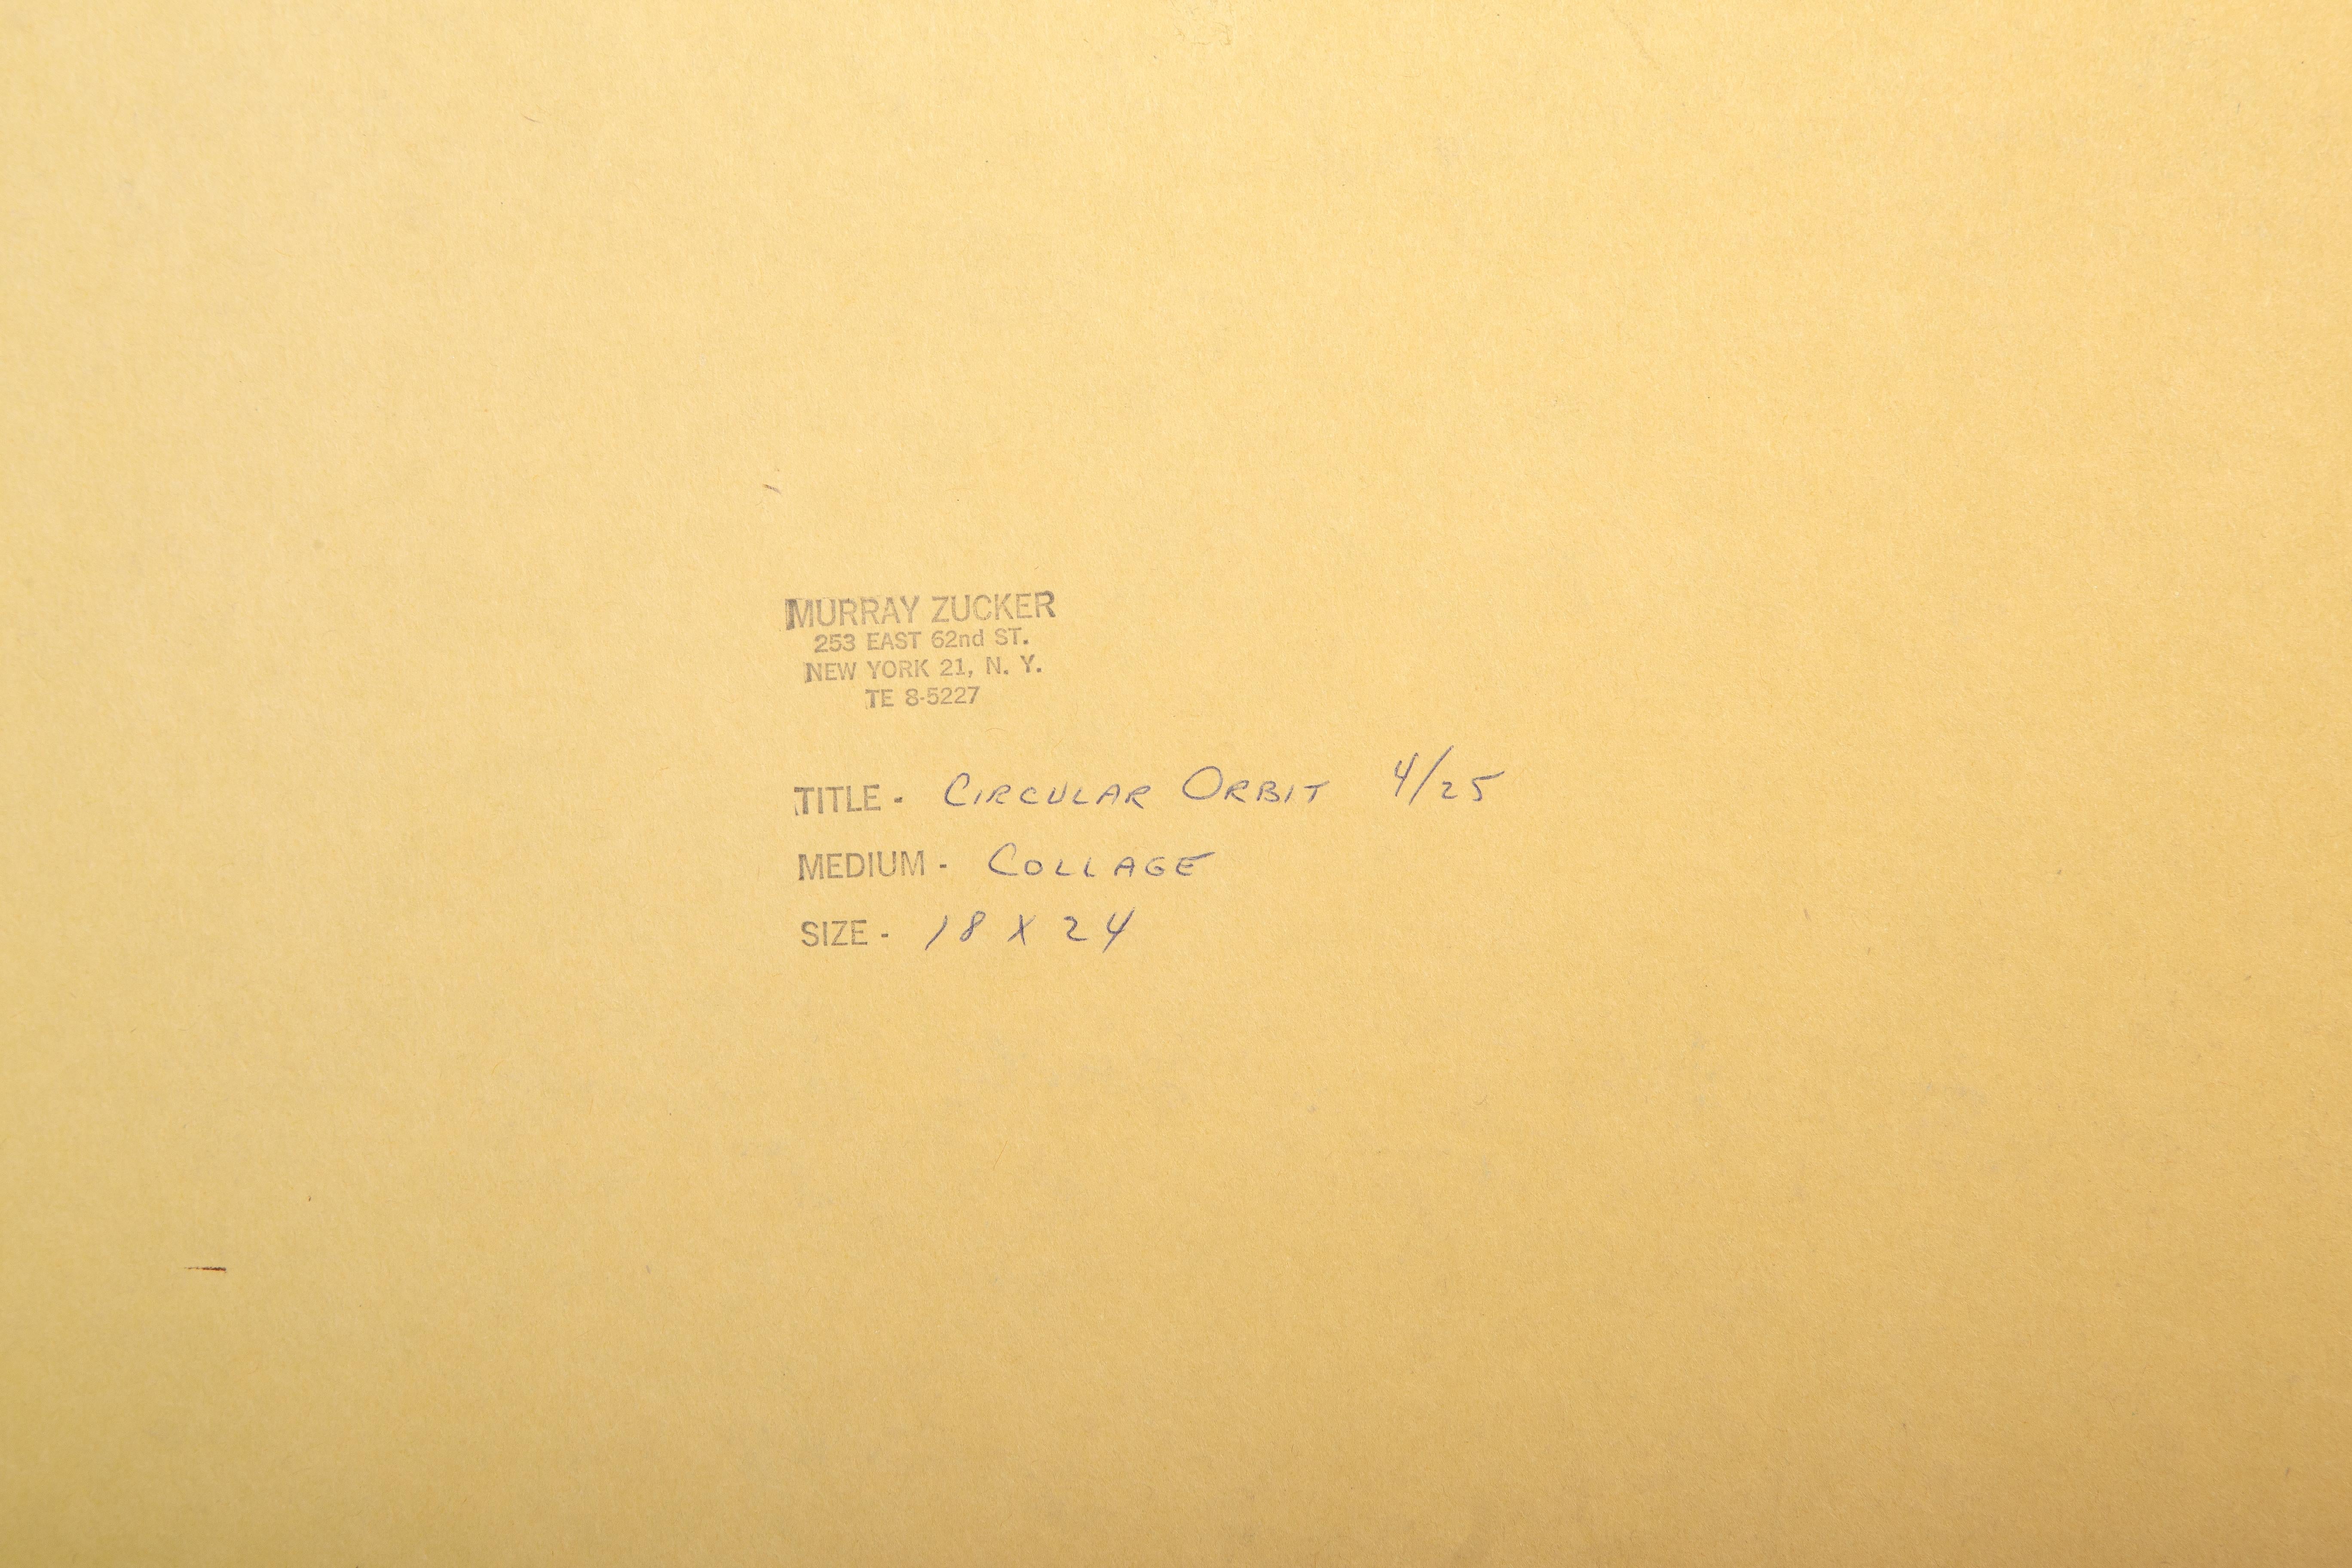 MURRAY ZUCKER
253 EAST 62nd ST.
NEW YORK 21, N. Y.
TE 8-5227
TITLE - CIRCULAR ORBIT 4/25
MEDIUM - COLLAGE
SIZE - 18 X 24